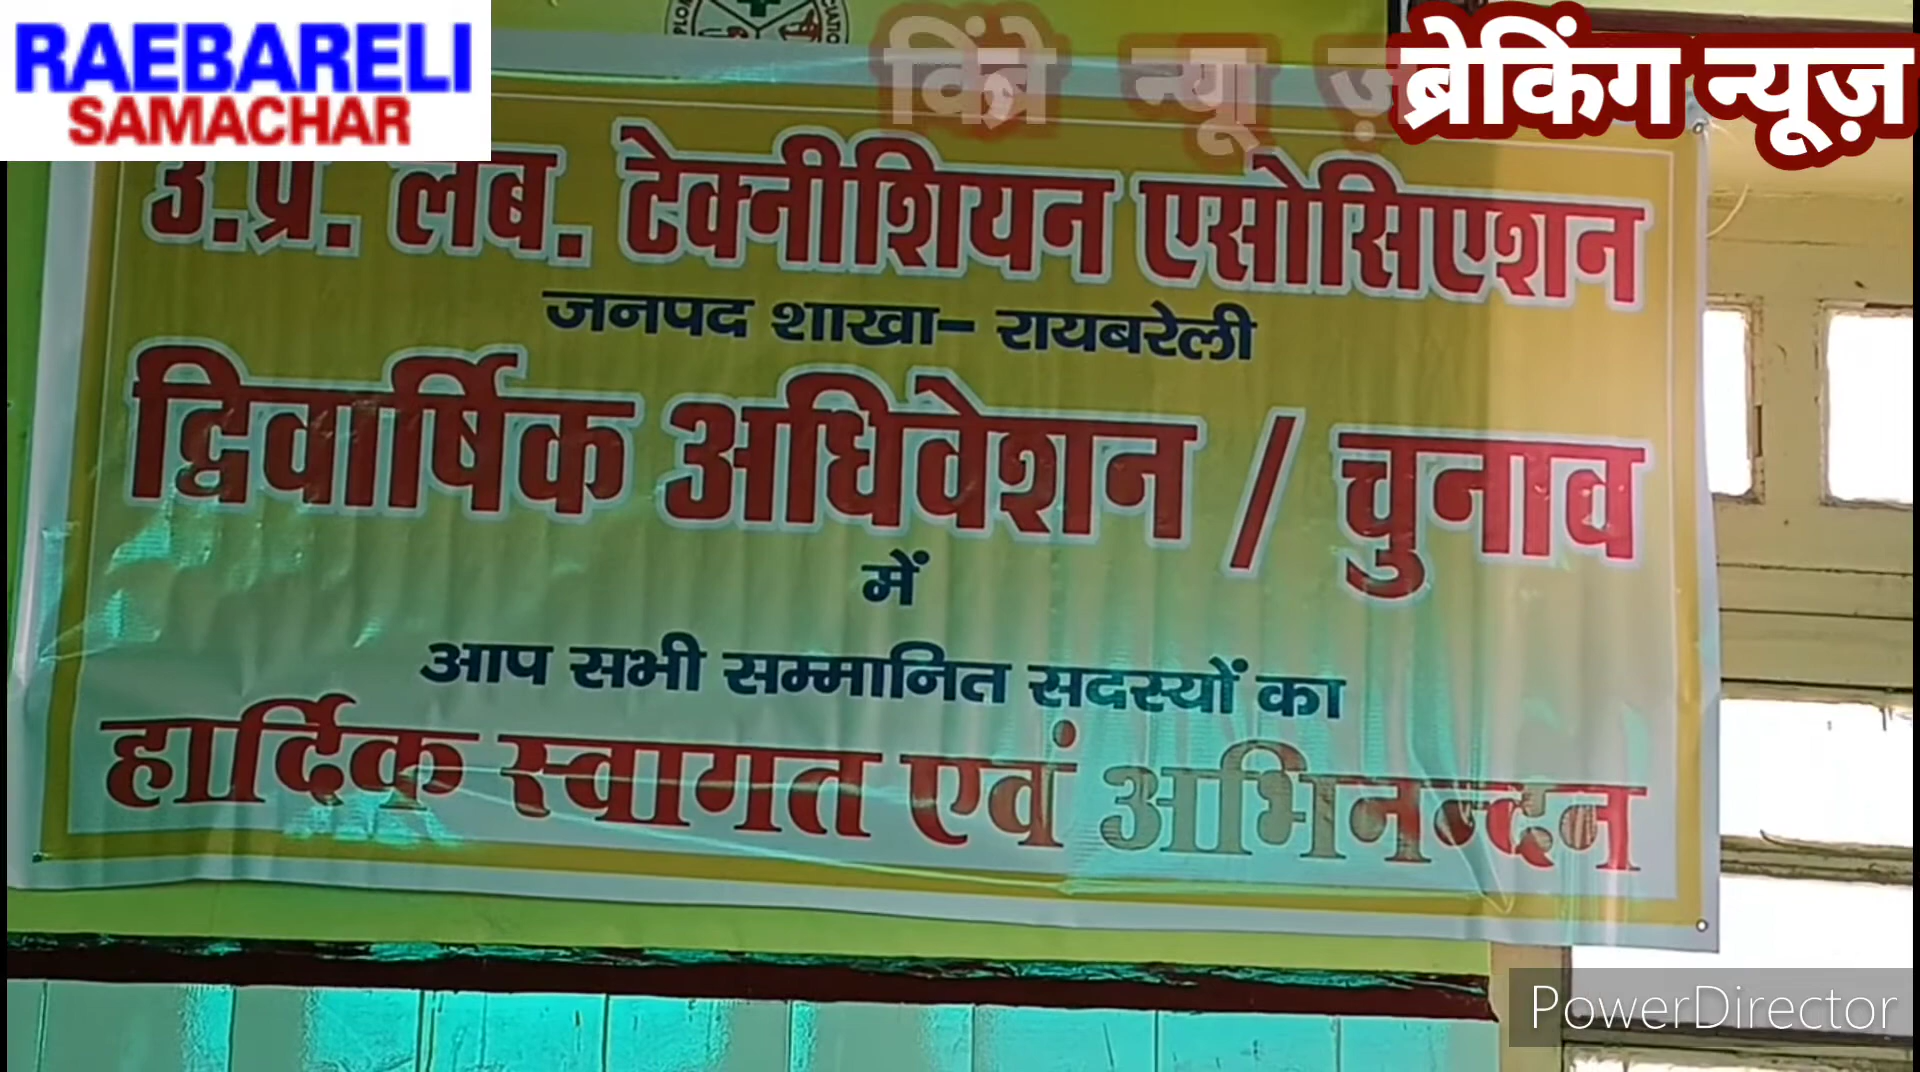 RAEBARELI
SAMACHAR
ब्रेकिंग न्यूज़
उ.प्र. लैब. टेक्नीशियन एसोसिएशन
जनपद शाखा– रायबरेली
द्विवार्षिक अधिवेशन / चुनाव
में
आप सभी सम्मानित सदस्यों का
हार्दिक स्वागत एवं अभिनन्दन
PowerDirector